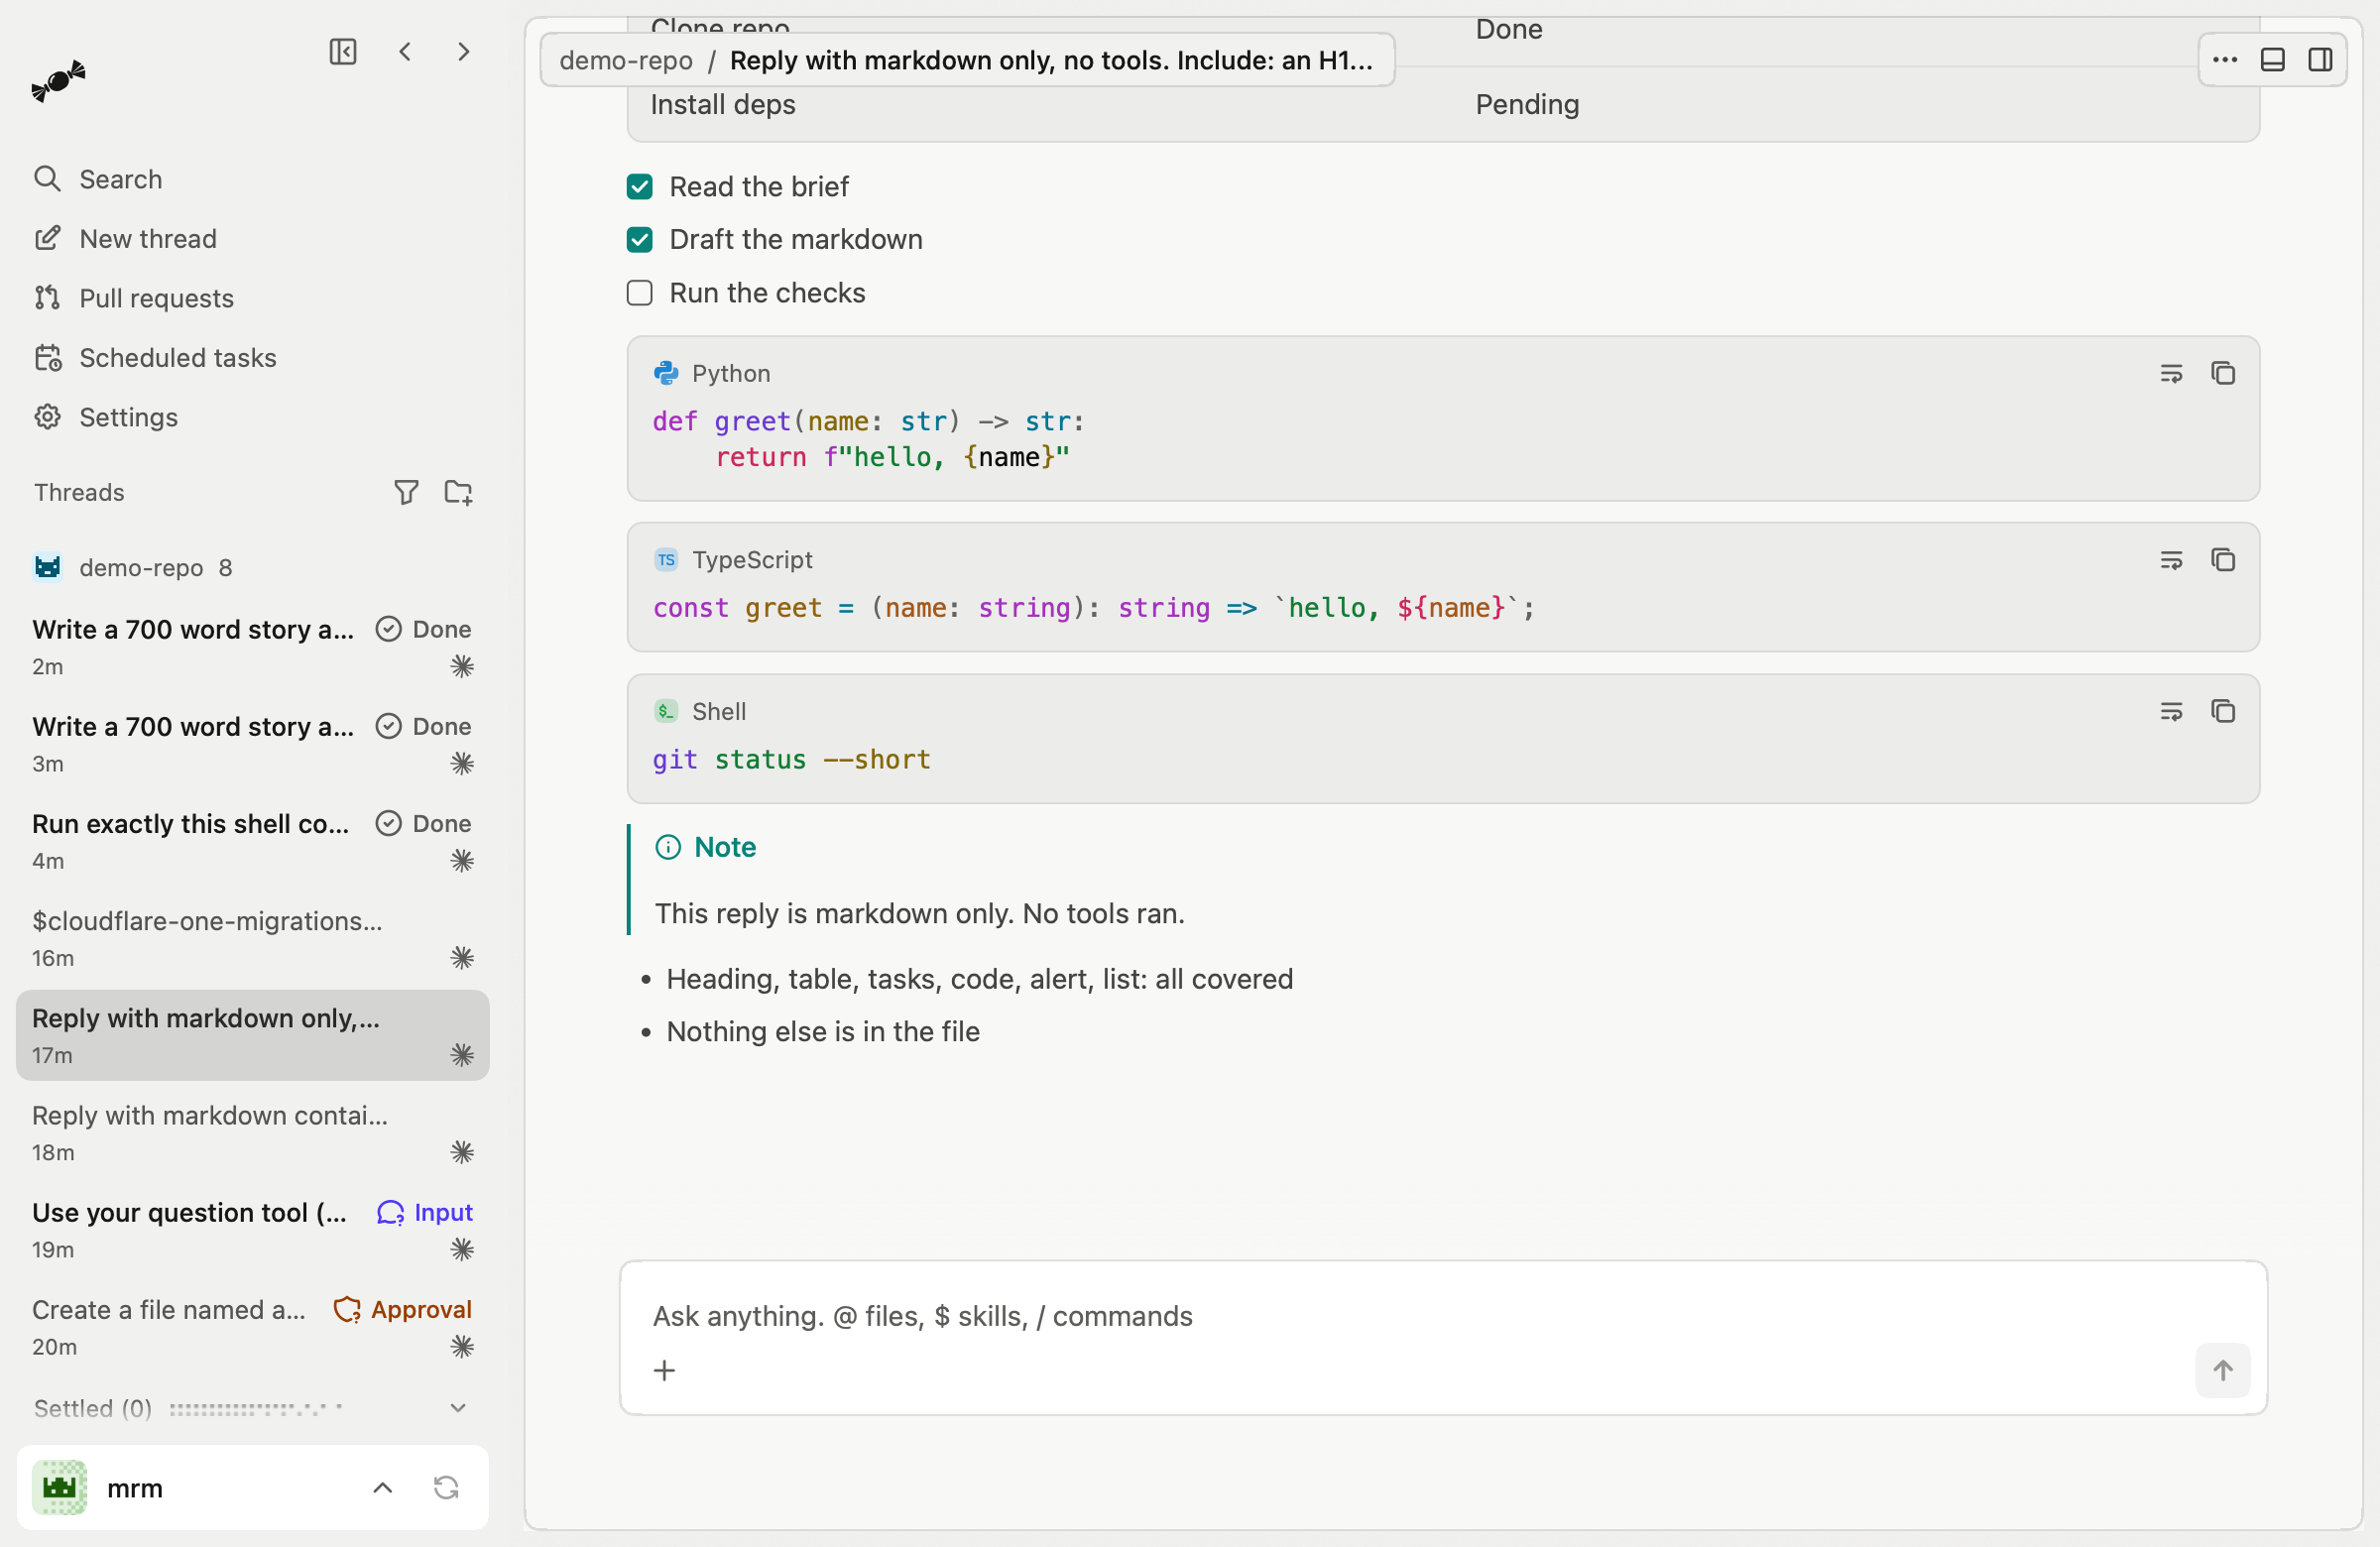 Search
New thread
Pull requests
Scheduled tasks
Settings
Threads
demo-repo 8
Write a 700 word story a... Done
2m
Write a 700 word story a... Done
3m
Run exactly this shell co... Done
4m
$cloudflare-one-migrations...
16m
Reply with markdown only,...
17m
Reply with markdown contai...
18m
Use your question tool (... Input
19m
Create a file named a... Approval
20m
Settled (0)
mrm
Clone repo Done
demo-repo / Reply with markdown only, no tools. Include: an H1...
Install deps Pending
Read the brief
Draft the markdown
Run the checks
Python
def greet(name: str) -> str:
    return f"hello, {name}"
TS TypeScript
const greet = (name: string): string => `hello, ${name}`;
$_ Shell
git status --short
Note
This reply is markdown only. No tools ran.
• Heading, table, tasks, code, alert, list: all covered
• Nothing else is in the file
Ask anything. @ files, $ skills, / commands